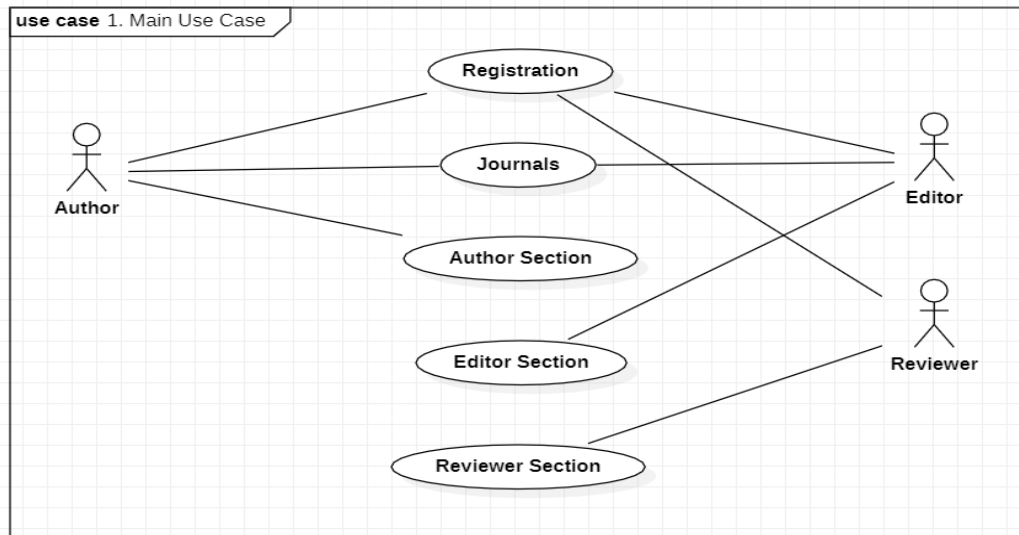 use case 1. Main Use Case
Registration
Journals
Author
Editor
Author Section
Editor Section
Reviewer
Reviewer Section